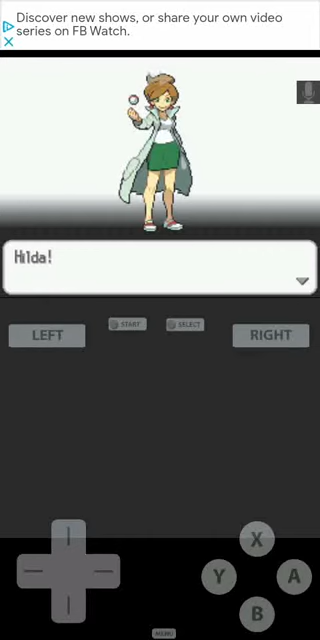 Discover new shows, or share your own video
series on FB Watch.
Hilda!
LEFT
START
SELECT
RIGHT
X
Y
A
B
MENU